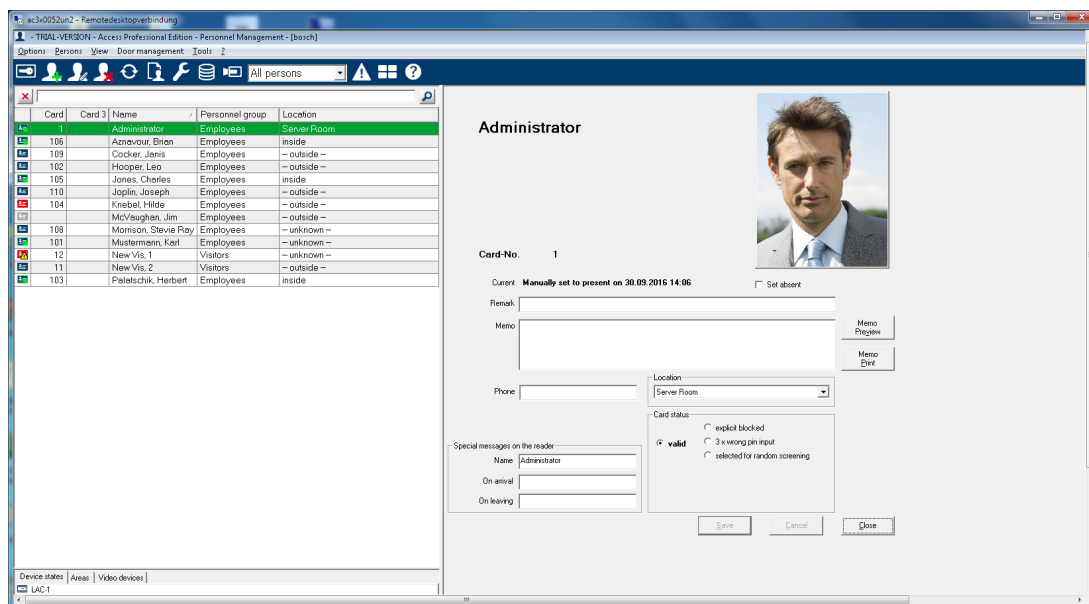 ac3x0052un2 - Remotedesktopverbindung
- TRIAL-VERSION - Access Professional Edition - Personnel Management - [bosch]
Options Persons View Door management Tools ?
All persons
Card Card 3 Name Personnel group Location
1 Administrator Employees Server Room
106 Aznavour, Brian Employees inside
109 Cocker, Janis Employees -- outside --
102 Hooper, Leo Employees -- outside --
105 Jones, Charles Employees inside
110 Joplin, Joseph Employees -- outside --
104 Knebel, Hilde Employees -- outside --
McVaughan, Jim Employees -- outside --
108 Morrison, Stevie Ray Employees -- unknown --
101 Mustermann, Karl Employees -- unknown --
12 New Vis, 1 Visitors -- unknown --
11 New Vis, 2 Visitors -- outside --
103 Palatschik, Herbert Employees inside
Device states Areas Video devices
LAC-1
Administrator
Card-No. 1
Current Manually set to present on 30.09.2016 14:06
Set absent
Remark
Memo
Memo Preview
Memo Print
Phone
Location
Server Room
Card status
valid
explicit blocked
3 x wrong pin input
selected for random screening
Special messages on the reader
Name Administrator
On arrival
On leaving
Save Cancel Close